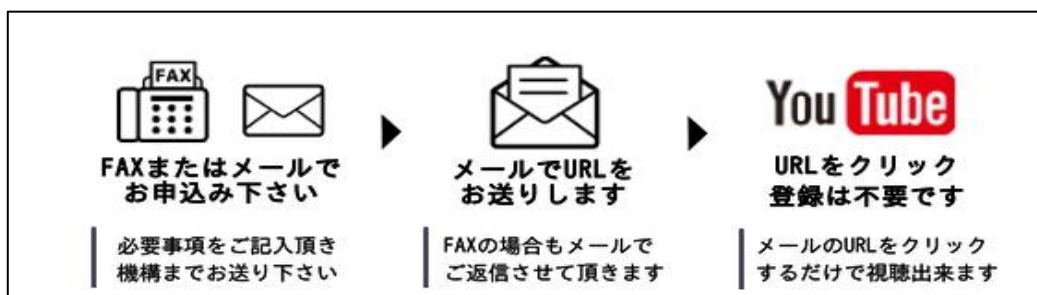 FAX
FAXまたはメールで
お申込み下さい
必要事項をご記入頂き
機構までお送り下さい
メールでURLを
お送りします
FAXの場合もメールで
ご返信させて頂きます
YouTube
URLをクリック
登録は不要です
メールのURLをクリック
するだけで視聴出来ます